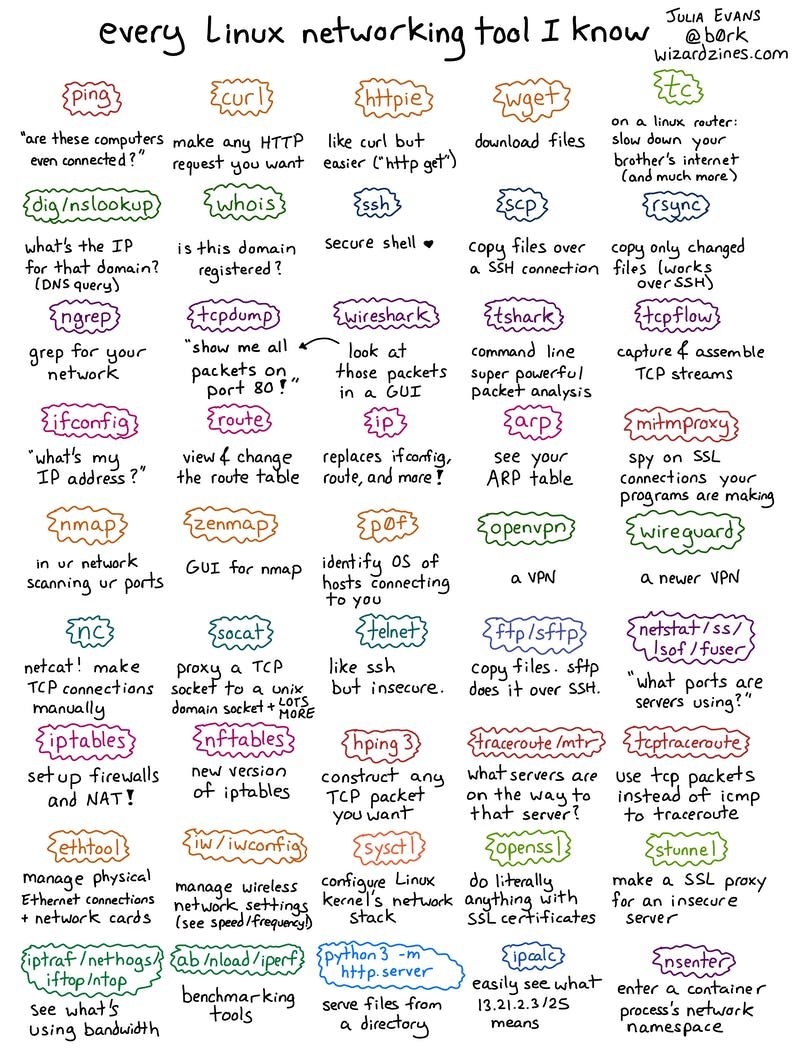 every Linux networking tool I know
JULIA EVANS
@b0rk
wizardzines.com
ping
"are these computers
even connected?"
curl
make any HTTP
request you want
httpie
like curl but
easier ("http get")
wget
download files
tc
on a linux router:
slow down your
brother's internet
(and much more)
dig/nslookup
what's the IP
for that domain?
(DNS query)
whois
is this domain
registered?
ssh
secure shell ♥
scp
copy files over
a SSH connection
rsync
copy only changed
files (works
over SSH)
ngrep
grep for your
network
tcpdump
"show me all
packets on
port 80!"
wireshark
look at
those packets
in a GUI
tshark
command line
super powerful
packet analysis
tcpflow
capture & assemble
TCP streams
ifconfig
"what's my
IP address?"
route
view & change
the route table
ip
replaces ifconfig,
route, and more!
arp
see your
ARP table
mitmproxy
spy on SSL
connections your
programs are making
nmap
in ur network
scanning ur ports
zenmap
GUI for nmap
p0f
identify OS of
hosts connecting
to you
openvpn
a VPN
wireguard
a newer VPN
nc
netcat! make
TCP connections
manually
socat
proxy a TCP
socket to a unix
domain socket + LOTS
MORE
telnet
like ssh
but insecure.
ftp/sftp
copy files. sftp
does it over SSH.
netstat/ss/
lsof/fuser
"what ports are
servers using?"
iptables
set up firewalls
and NAT!
nftables
new version
of iptables
hping3
construct any
TCP packet
you want
traceroute/mtr
what servers are
on the way to
that server?
tcptraceroute
use tcp packets
instead of icmp
to traceroute
ethtool
manage physical
Ethernet connections
+ network cards
iw/iwconfig
manage wireless
network settings
(see speed/frequency!)
sysctl
configure Linux
kernel's network
stack
openssl
do literally
anything with
SSL certificates
stunnel
make a SSL proxy
for an insecure
server
iptraf/nethogs/
iftop/ntop
see what's
using bandwidth
ab/nload/iperf
benchmarking
tools
python3 -m
http.server
serve files from
a directory
ipcalc
easily see what
13.21.2.3/25
means
nsenter
enter a container
process's network
namespace